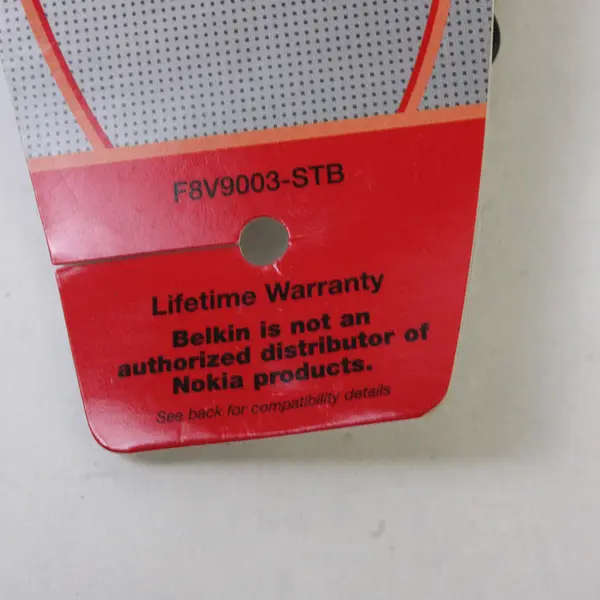 F8V9003-STB
Lifetime Warranty
Belkin is not an
authorized distributor of
Nokia products.
See back for compatibility details